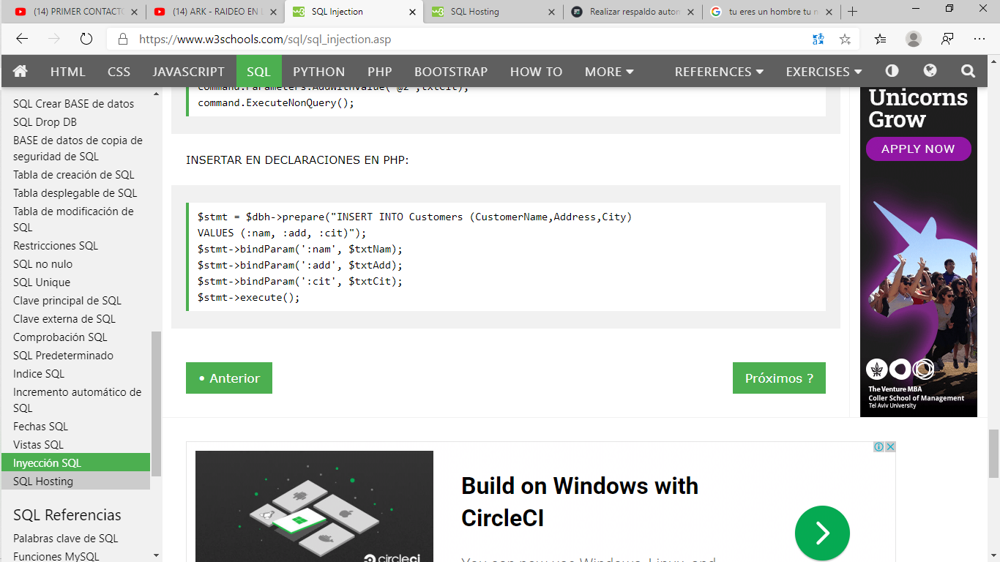 (14) PRIMER CONTACTO
(14) ARK - RAIDEO EN L
SQL Injection
SQL Hosting
Realizar respaldo autom
tu eres un hombre tu n
https://www.w3schools.com/sql/sql_injection.asp
HTML
CSS
JAVASCRIPT
SQL
PYTHON
PHP
BOOTSTRAP
HOW TO
MORE
REFERENCES
EXERCISES
SQL Crear BASE de datos
SQL Drop DB
BASE de datos de copia de
seguridad de SQL
Tabla de creación de SQL
Tabla desplegable de SQL
Tabla de modificación de
SQL
Restricciones SQL
SQL no nulo
SQL Unique
Clave principal de SQL
Clave externa de SQL
Comprobación SQL
SQL Predeterminado
Indice SQL
Incremento automático de
SQL
Fechas SQL
Vistas SQL
Inyección SQL
SQL Hosting
SQL Referencias
Palabras clave de SQL
Funciones MySQL
command.Parameters.AddWithValue("@2",txtCit);
command.ExecuteNonQuery();
INSERTAR EN DECLARACIONES EN PHP:
$stmt = $dbh->prepare("INSERT INTO Customers (CustomerName,Address,City)
VALUES (:nam, :add, :cit)");
$stmt->bindParam(':nam', $txtNam);
$stmt->bindParam(':add', $txtAdd);
$stmt->bindParam(':cit', $txtCit);
$stmt->execute();
• Anterior
Próximos ?
Unicorns
Grow
APPLY NOW
The Venture MBA
Coller School of Management
Tel Aviv University
circleci
Build on Windows with
CircleCI
You can now use Windows, Linux, and